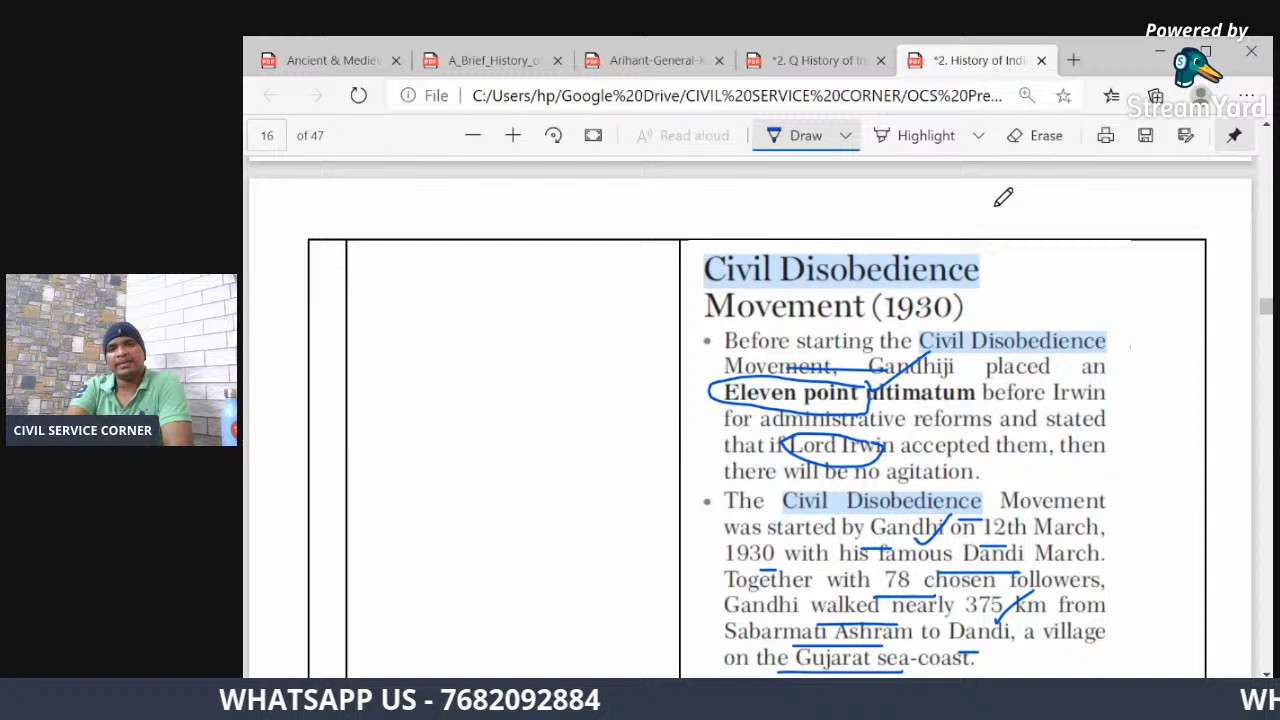 Powered by
StreamYard
Ancient & Mediev
A_Brief_History_of
Arihant-General-K
*2. Q History of In
*2. History of Indi
File
C:/Users/hp/Google%20Drive/CIVIL%20SERVICE%20CORNER/OCS%20Pre...
16 of 47
Read aloud
Draw
Highlight
Erase
Civil Disobedience
Movement (1930)
• Before starting the Civil Disobedience
Movement, Gandhiji placed an
Eleven point ultimatum before Irwin
for administrative reforms and stated
that if Lord Irwin accepted them, then
there will be no agitation.
• The Civil Disobedience Movement
was started by Gandhi on 12th March,
1930 with his famous Dandi March.
Together with 78 chosen followers,
Gandhi walked nearly 375 km from
Sabarmati Ashram to Dandi, a village
on the Gujarat sea-coast.
CIVIL SERVICE CORNER
WHATSAPP US - 7682092884
WH